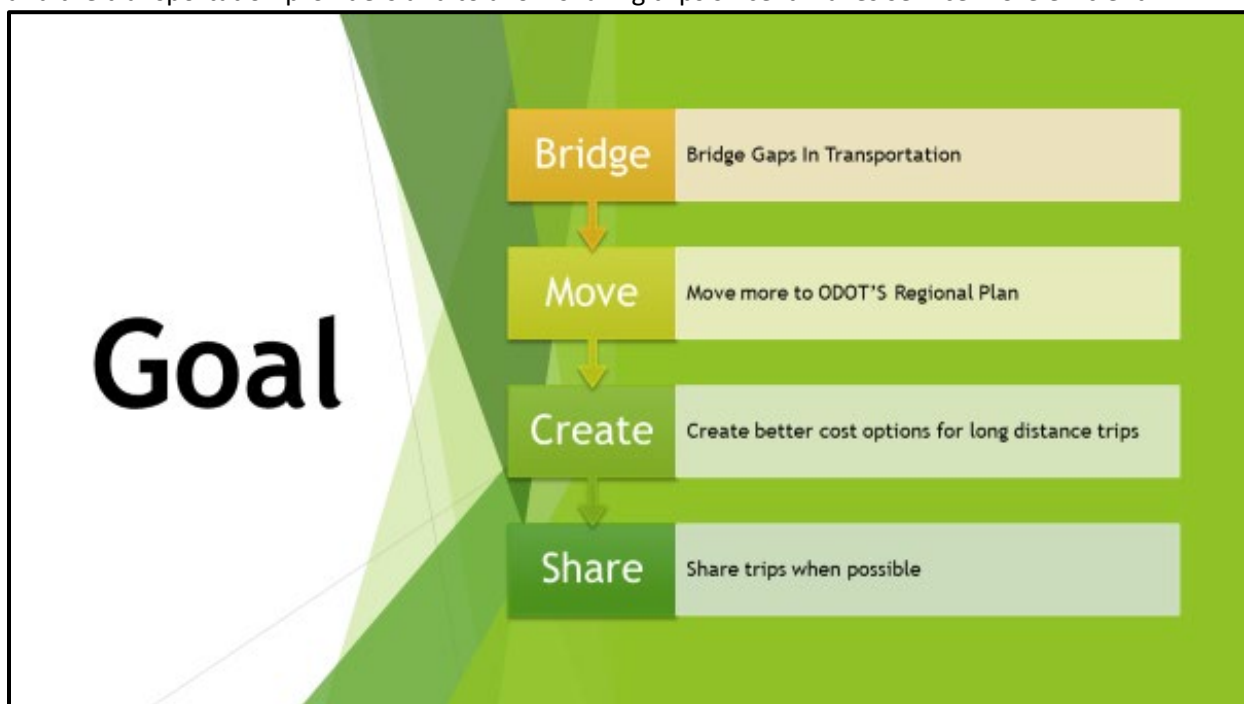 Goal
Bridge
Bridge Gaps In Transportation
Move
Move more to ODOT'S Regional Plan
Create
Create better cost options for long distance trips
Share
Share trips when possible